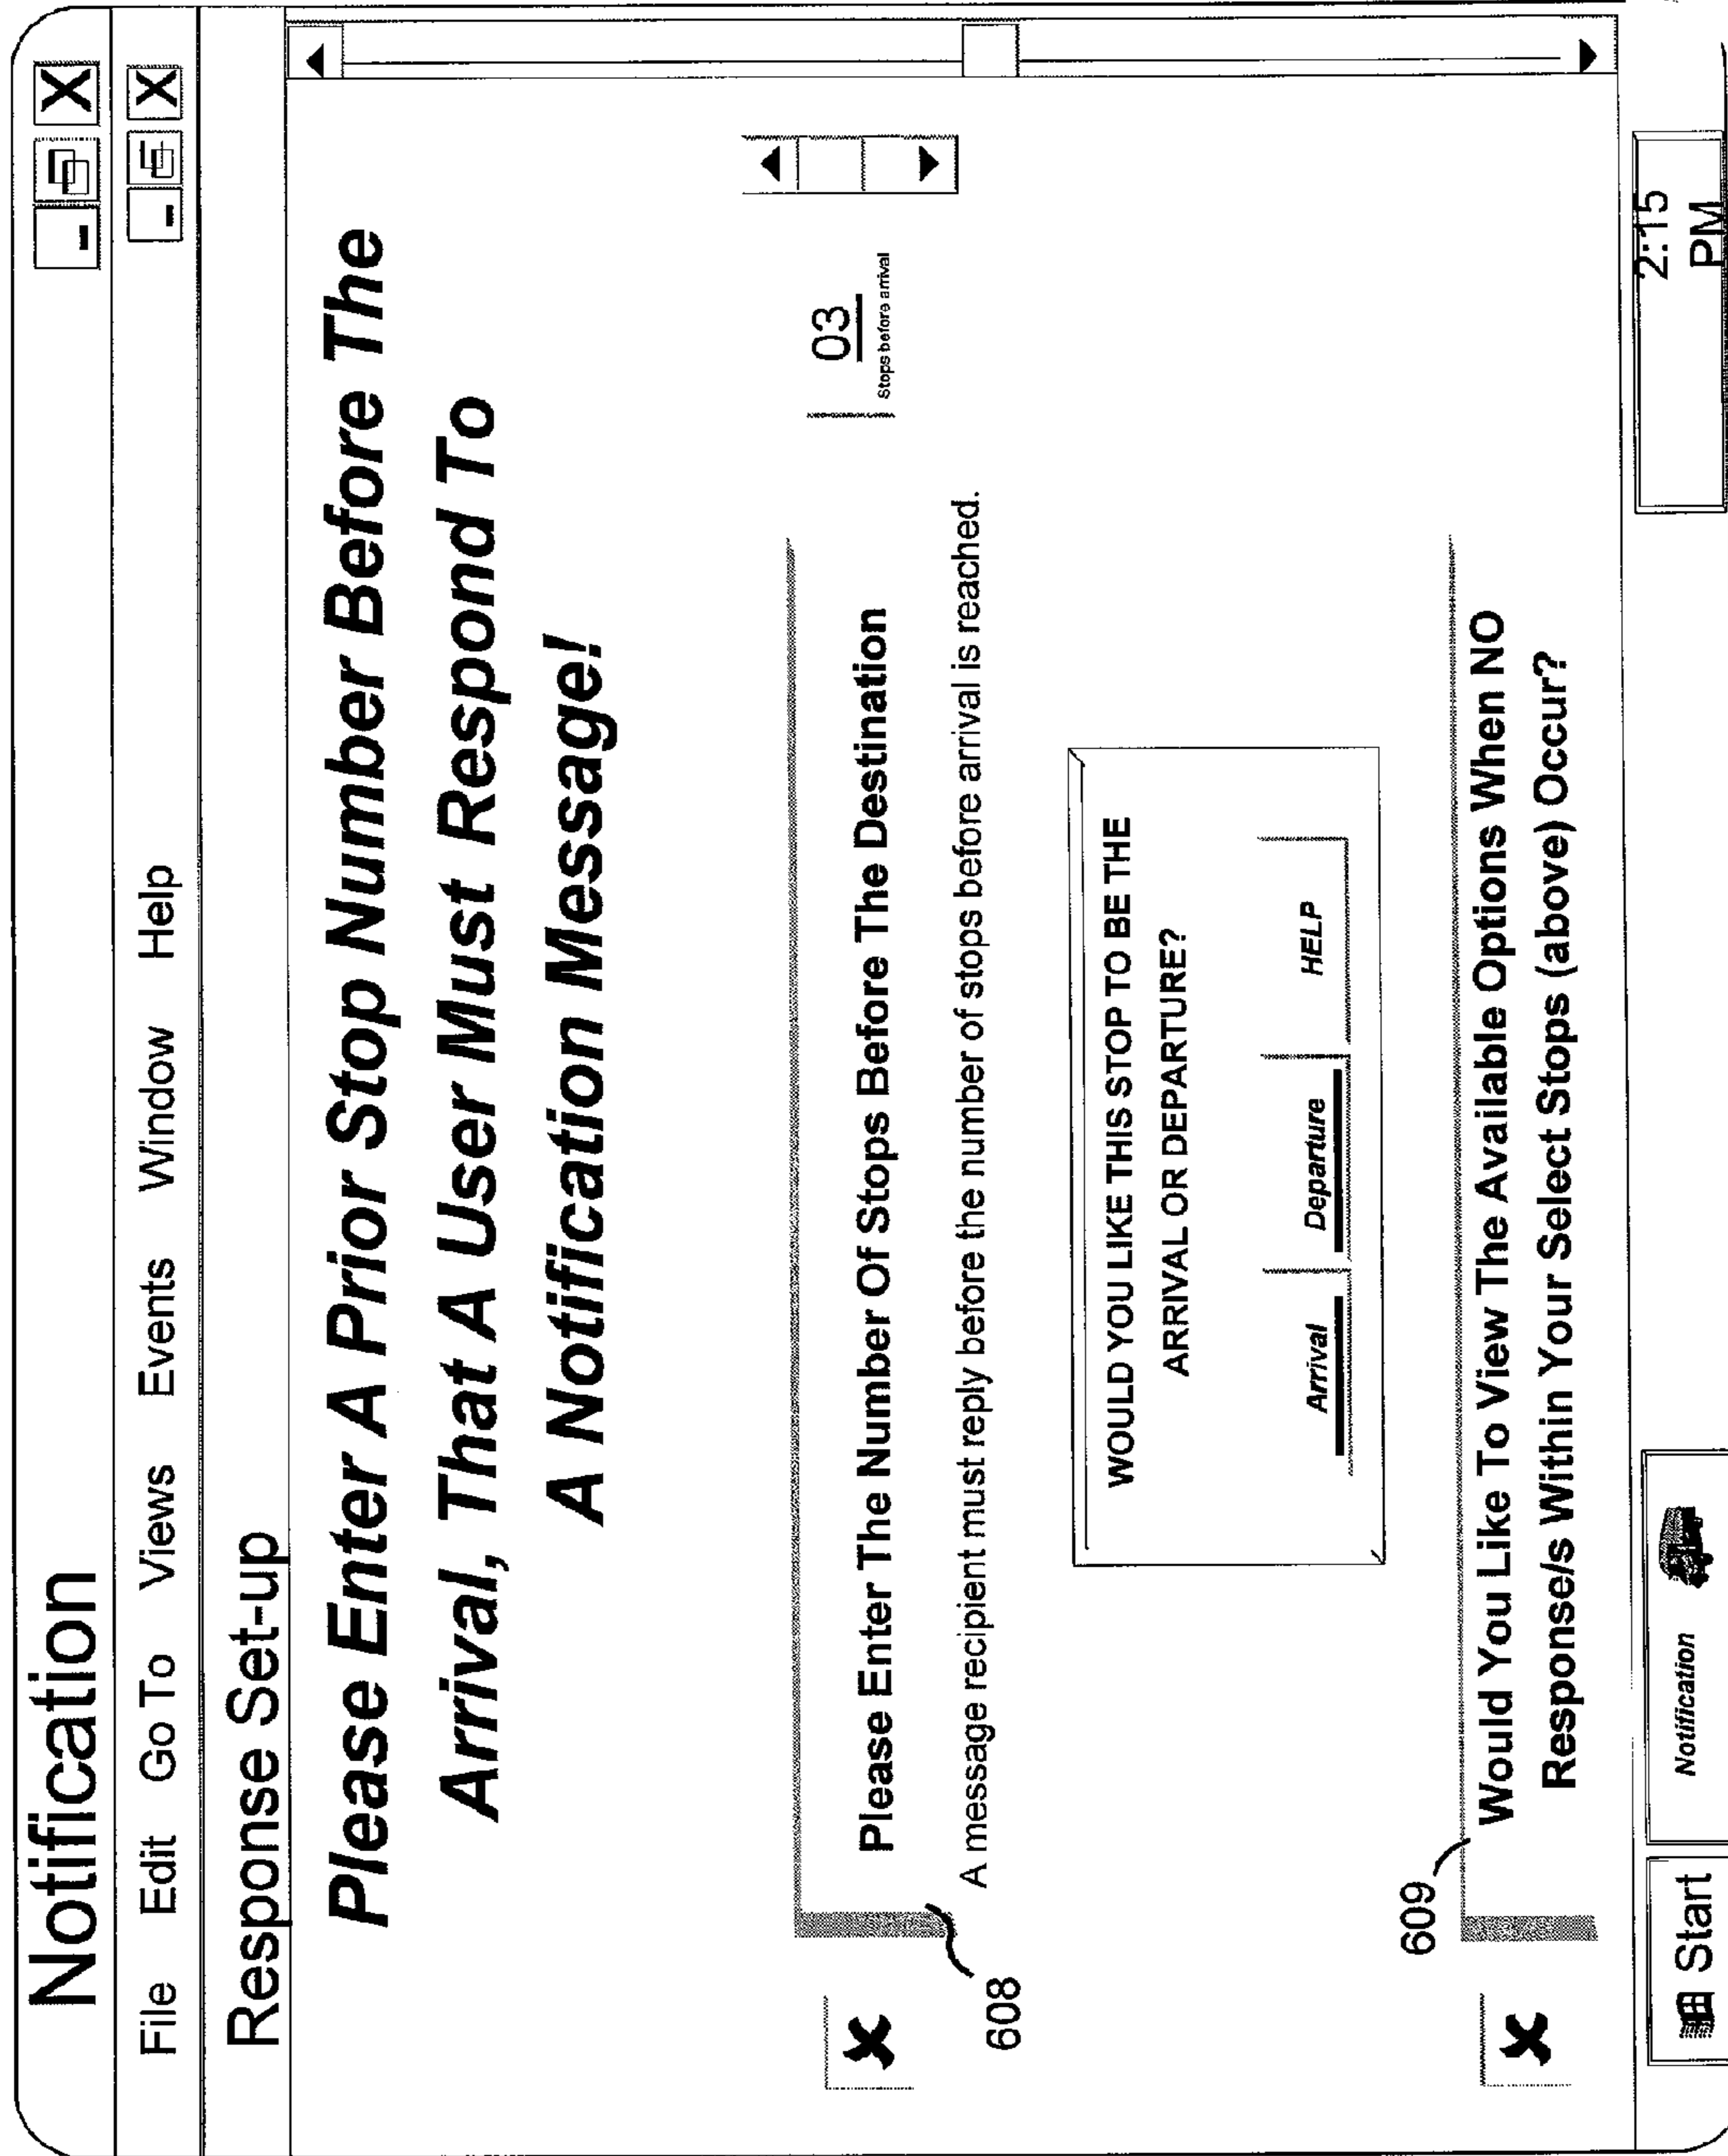 Notification
File Edit Go To Views Events Window Help
Response Set-up
Please Enter A Prior Stop Number Before The
Arrival, That A User Must Respond To
A Notification Message!
Please Enter The Number Of Stops Before The Destination
03
Stops before arrival
A message recipient must reply before the number of stops before arrival is reached.
608
WOULD YOU LIKE THIS STOP TO BE THE
ARRIVAL OR DEPARTURE?
Arrival Departure HELP
609
Would You Like To View The Available Options When NO
Response/s Within Your Select Stops (above) Occur?
Start Notification 2:15
PM